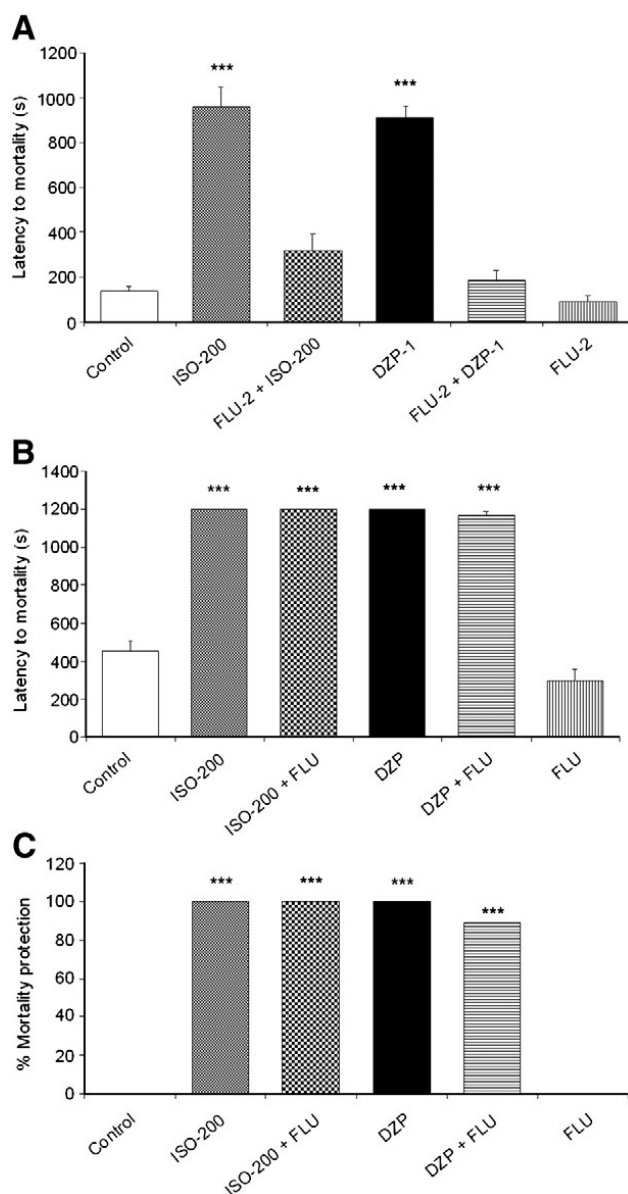 A
Latency to mortality (s)
1200
1000
800
600
400
200
0
***
***
Control
ISO-200
FLU-2 + ISO-200
DZP-1
FLU-2 + DZP-1
FLU-2
B
Latency to mortality (s)
1400
1200
1000
800
600
400
200
0
***
***
***
***
Control
ISO-200
ISO-200 + FLU
DZP
DZP + FLU
FLU
C
% Mortality protection
120
100
80
60
40
20
0
***
***
***
***
Control
ISO-200
ISO-200 + FLU
DZP
DZP + FLU
FLU